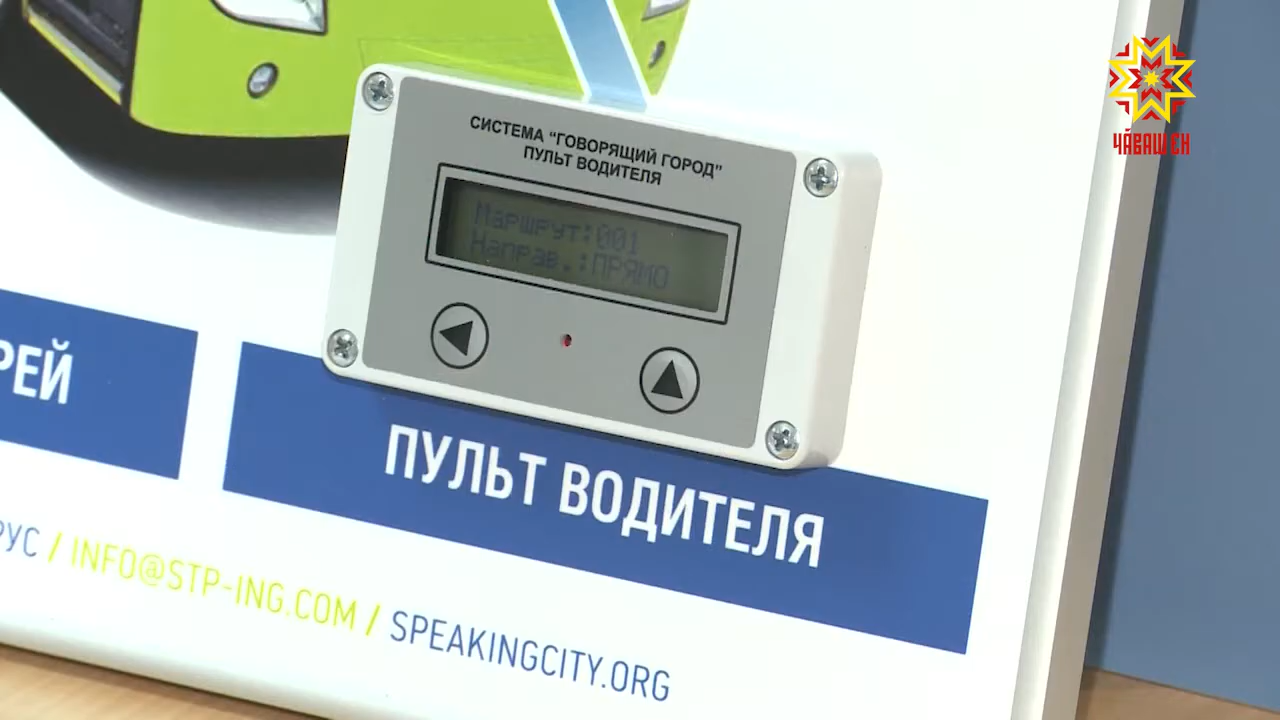 ЧӐВАШ ЕН
СИСТЕМА "ГОВОРЯЩИЙ ГОРОД"
ПУЛЬТ ВОДИТЕЛЯ
Маршрут:001
Направ.:ПРЯМО
РЕЙ
ПУЛЬТ ВОДИТЕЛЯ
РУС / INFO@STP-ING.COM / SPEAKINGCITY.ORG